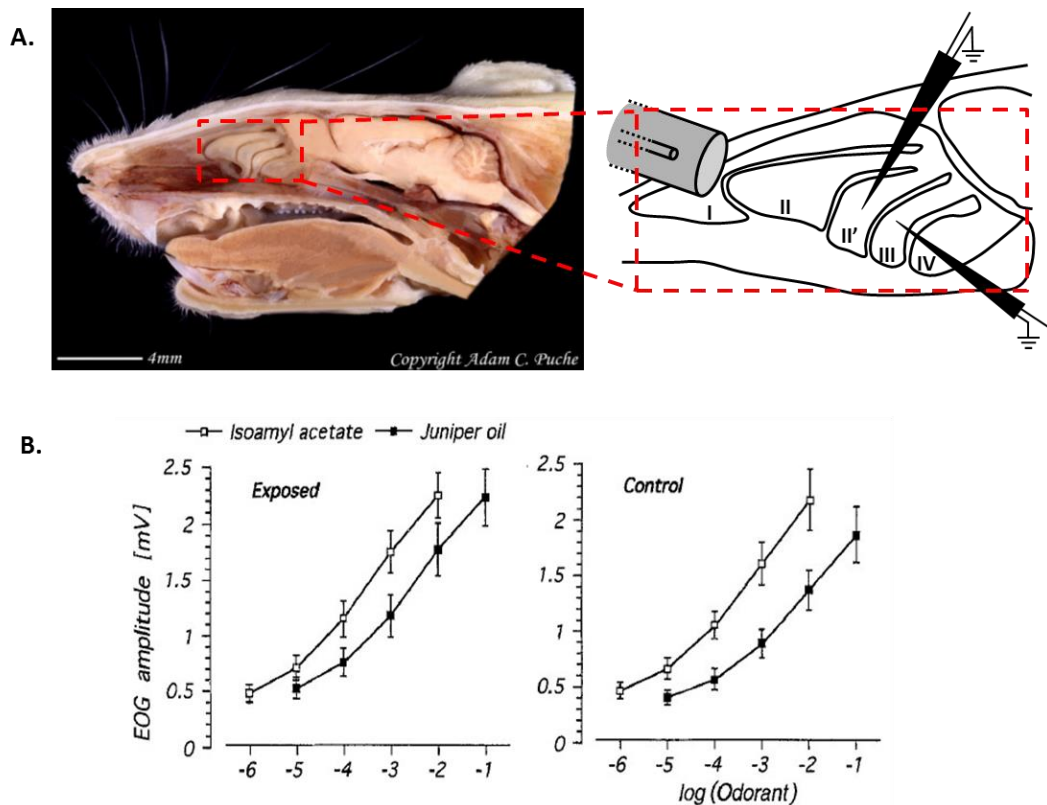 A.
I
II
II'
III
IV
4mm
Copyright Adam C. Puche
B.
Isoamyl acetate
Juniper oil
Exposed
Control
EOG amplitude [mV]
2.5
2
1.5
1
0.5
0
-6 -5 -4 -3 -2 -1
2.5
2
1.5
1
0.5
0
-6 -5 -4 -3 -2 -1
log (Odorant)